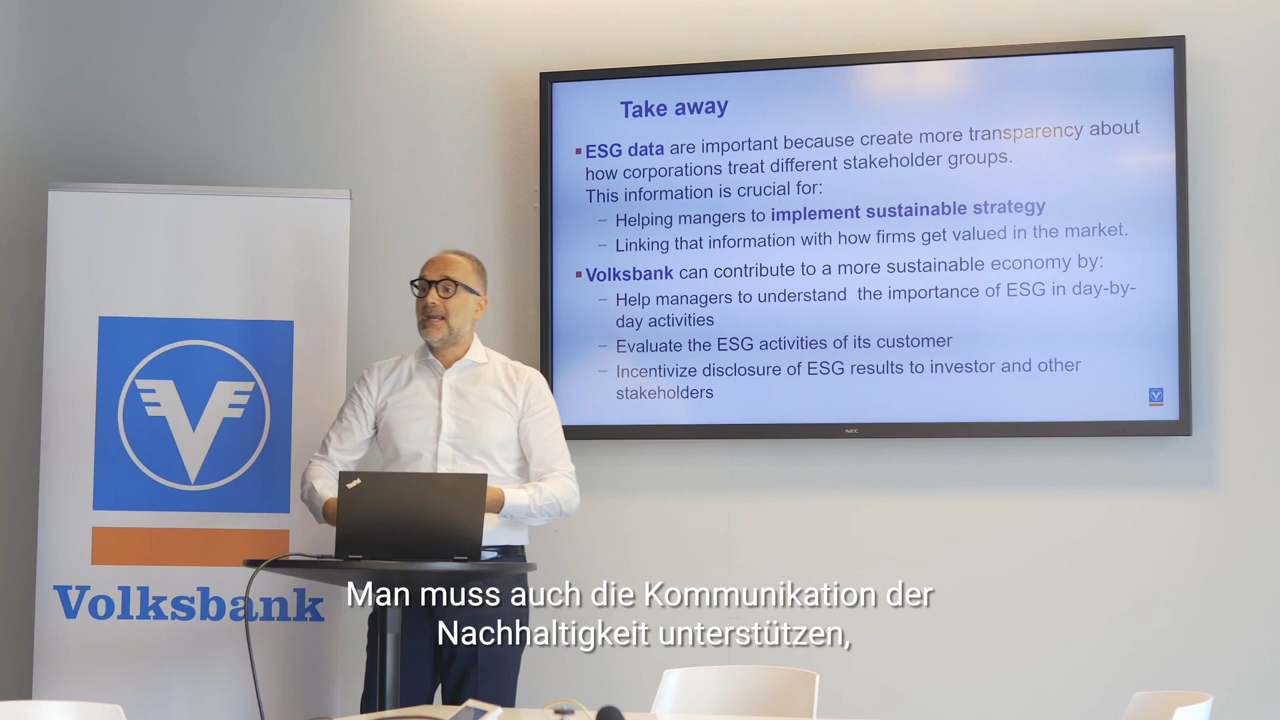 Take away
▪ESG data are important because create more transparency about
how corporations treat different stakeholder groups.
This information is crucial for:
– Helping mangers to implement sustainable strategy
– Linking that information with how firms get valued in the market.
▪Volksbank can contribute to a more sustainable economy by:
– Help managers to understand the importance of ESG in day-by-
day activities
– Evaluate the ESG activities of its customer
– Incentivize disclosure of ESG results to investor and other
stakeholders
NEC
ThinkPad
Volksbank
Man muss auch die Kommunikation der
Nachhaltigkeit unterstützen,